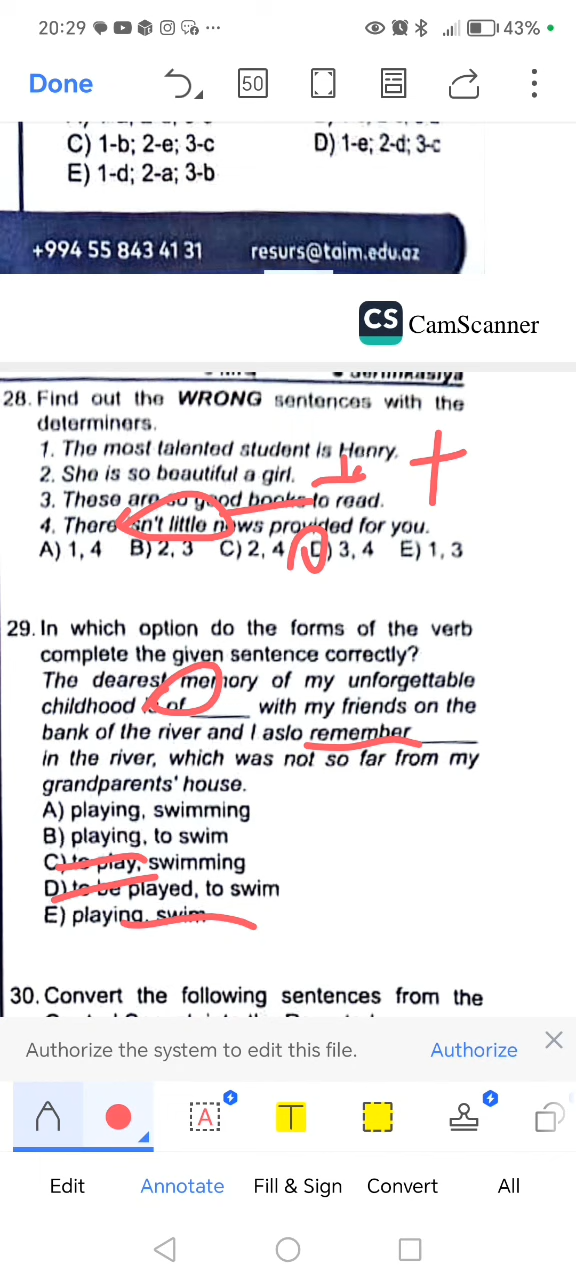 20:29
43%
Done
50
C) 1-b; 2-e; 3-c D) 1-e; 2-d; 3-c
E) 1-d; 2-a; 3-b
+994 55 843 41 31 resurs@taim.edu.az
CS CamScanner
28. Find out the WRONG sentences with the
determiners.
1. The most talented student is Henry.
2. She is so beautiful a girl.
3. These are so good books to read.
4. There isn't little news provided for you.
A) 1, 4 B) 2, 3 C) 2, 4 D) 3, 4 E) 1, 3
29. In which option do the forms of the verb
complete the given sentence correctly?
The dearest memory of my unforgettable
childhood is of ____ with my friends on the
bank of the river and I aslo remember ____
in the river, which was not so far from my
grandparents' house.
A) playing, swimming
B) playing, to swim
C) to play, swimming
D) to be played, to swim
E) playing, swim
30. Convert the following sentences from the
Authorize the system to edit this file. Authorize
A T
Edit Annotate Fill & Sign Convert All